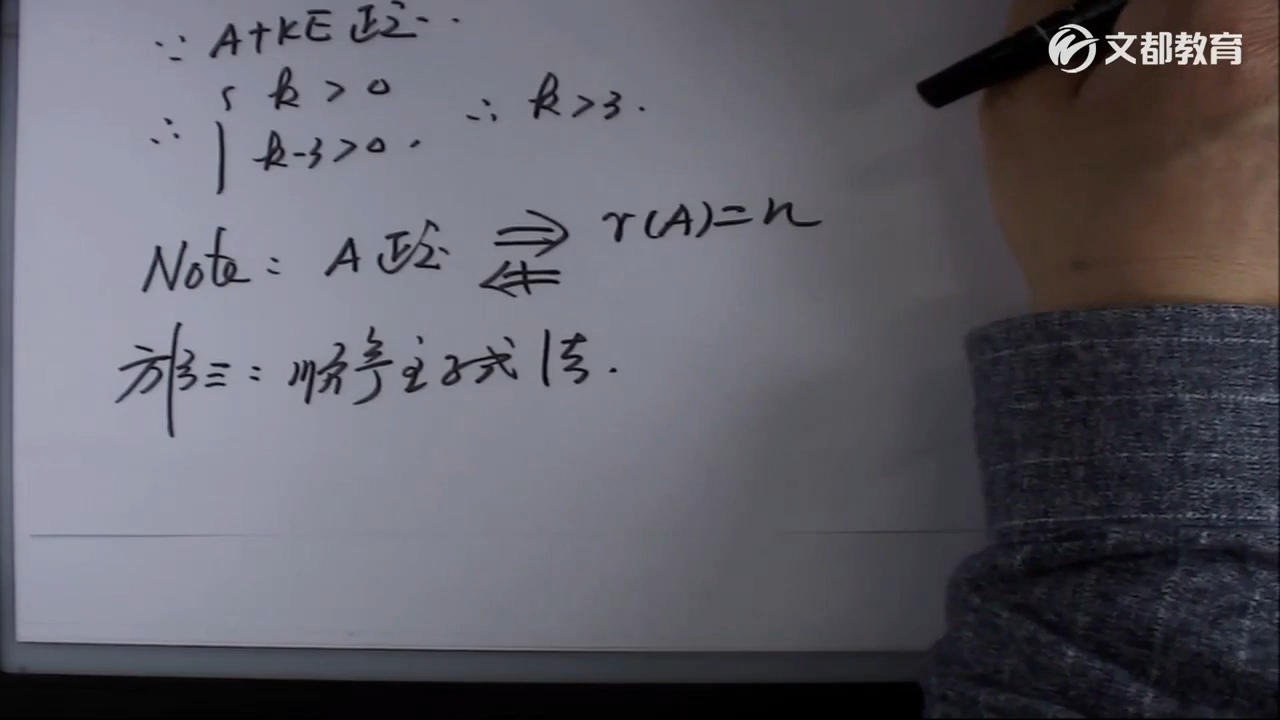 文都教育
∵ A+KE 正定.
∴ { k > 0
k-3>0. ∴ k>3.
Note: A 正定 ⇒ r(A)=n
⇍
方法三: 顺序主子式法.